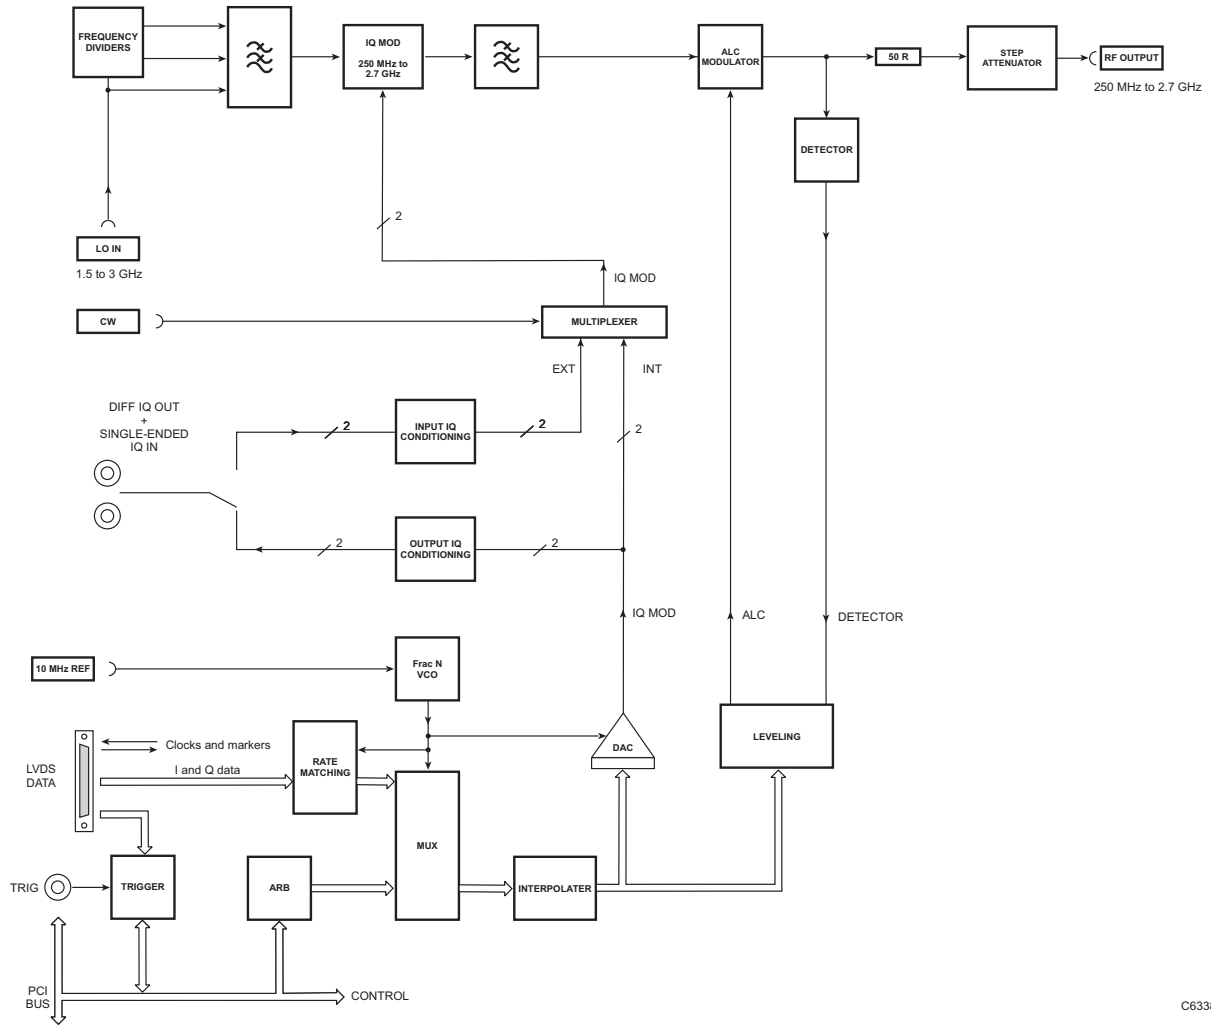 FREQUENCY
DIVIDERS
IQ MOD
250 MHz to
2.7 GHz
ALC
MODULATOR
50 R
STEP
ATTENUATOR
RF OUTPUT
250 MHz to 2.7 GHz
DETECTOR
2
LO IN
1.5 to 3 GHz
IQ MOD
CW
MULTIPLEXER
EXT
INT
DIFF IQ OUT
+
SINGLE-ENDED
IQ IN
2
INPUT IQ
CONDITIONING
2
2
2
OUTPUT IQ
CONDITIONING
2
IQ MOD
ALC
DETECTOR
10 MHz REF
Frac N
VCO
LEVELING
DAC
Clocks and markers
LVDS
DATA
I and Q data
RATE
MATCHING
MUX
TRIG
TRIGGER
ARB
INTERPOLATER
PCI
BUS
CONTROL